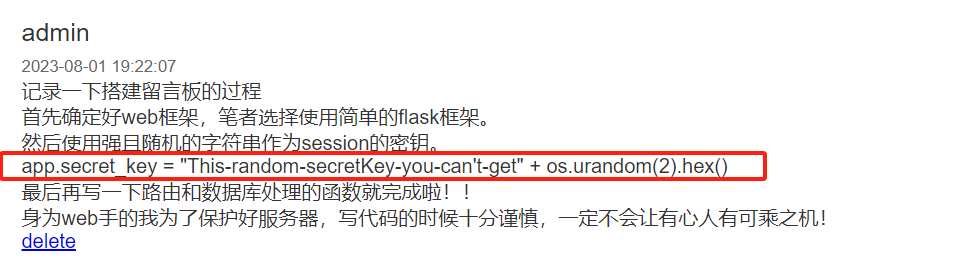 admin
2023-08-01 19:22:07
记录一下搭建留言板的过程
首先确定好web框架，笔者选择使用简单的flask框架。
然后使用强且随机的字符串作为session的密钥。
app.secret_key = "This-random-secretKey-you-can't-get" + os.urandom(2).hex()
最后再写一下路由和数据库处理的函数就完成啦！！
身为web手的我为了保护好服务器，写代码的时候十分谨慎，一定不会让有心人有可乘之机！
delete